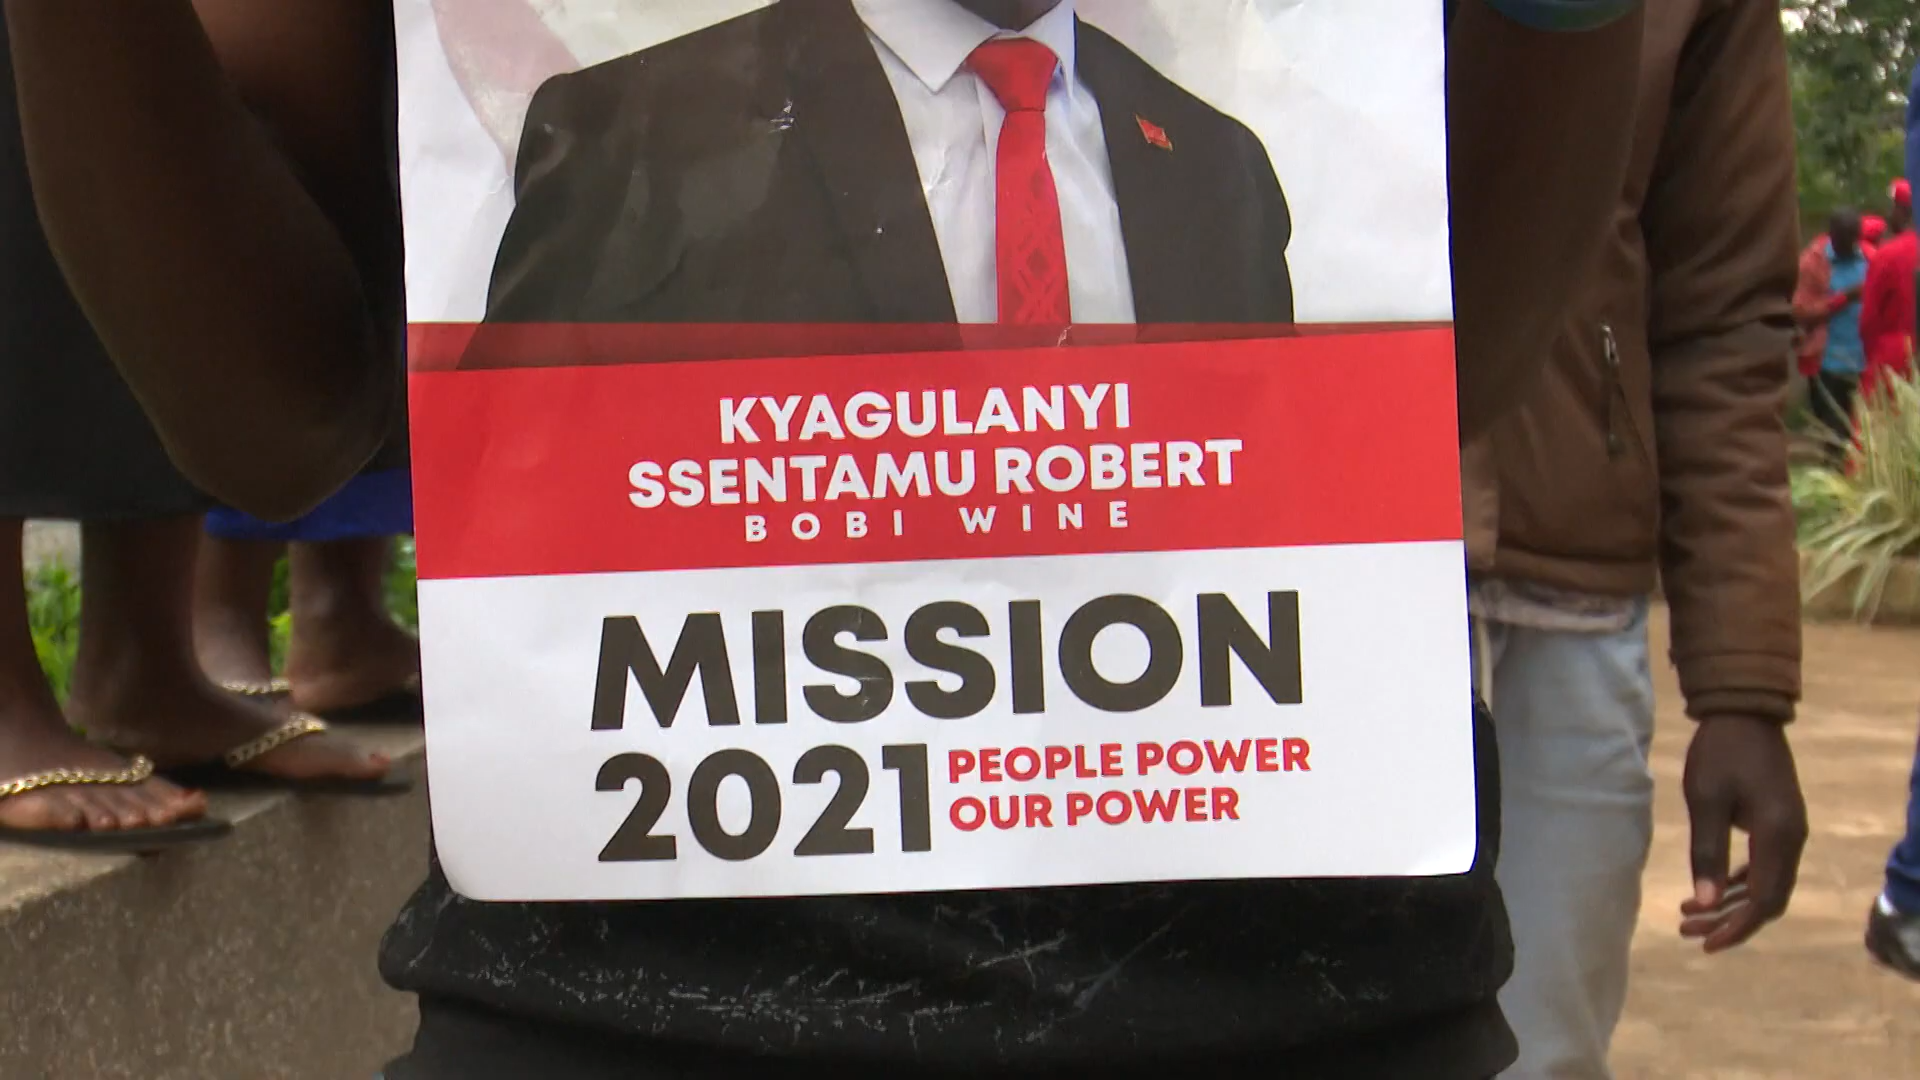 KYAGULANYI
SSENTAMU ROBERT
BOBI WINE
MISSION
2021
PEOPLE POWER
OUR POWER